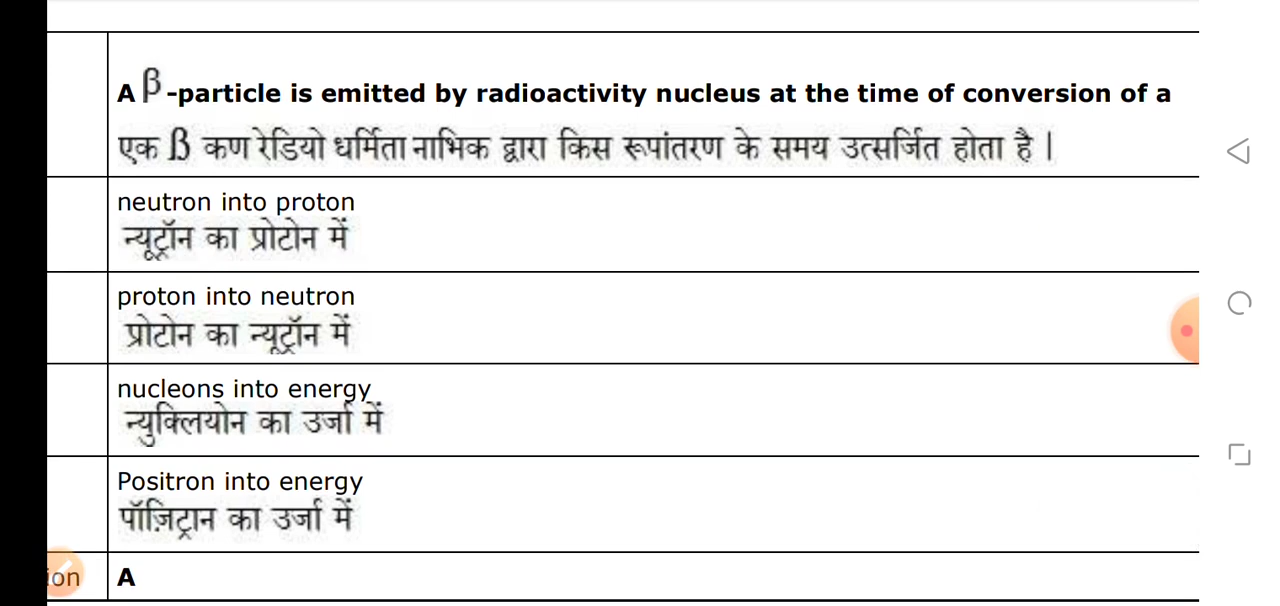 A β -particle is emitted by radioactivity nucleus at the time of conversion of a
एक β कण रेडियो धर्मिता नाभिक द्वारा किस रूपांतरण के समय उत्सर्जित होता है |
neutron into proton
न्यूट्रॉन का प्रोटोन में
proton into neutron
प्रोटोन का न्यूट्रॉन में
nucleons into energy
न्युक्लियोन का उर्जा में
Positron into energy
पॉज़िट्रान का उर्जा में
ion A